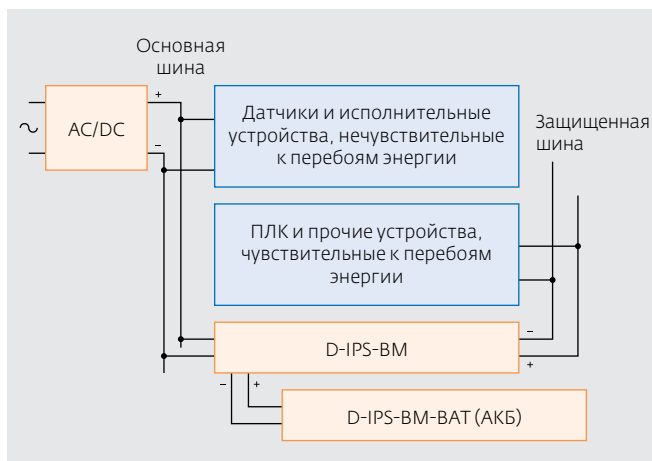 Основная
шина
+
AC/DC
–
Датчики и исполнительные
устройства, нечувствительные
к перебоям энергии
Защищенная
шина
ПЛК и прочие устройства,
чувствительные к перебоям
энергии
D-IPS-BM
–
+
– +
D-IPS-BM-BAT (АКБ)